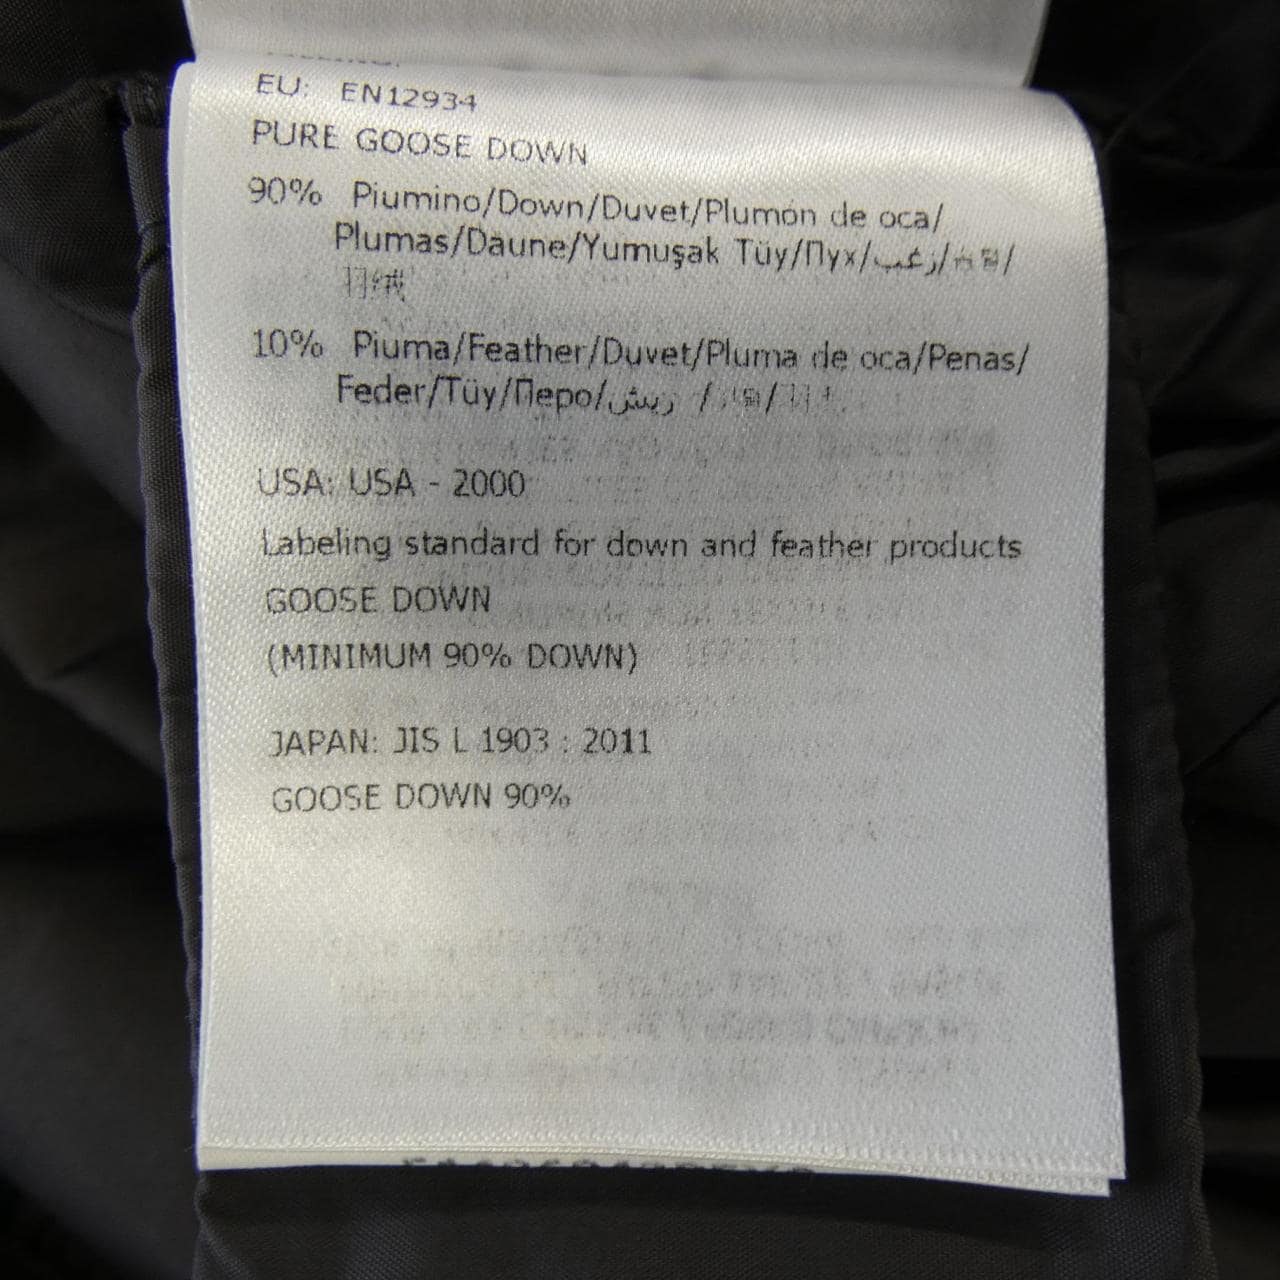 EU: EN12934
PURE GOOSE DOWN
90% Piumino/Down/Duvet/Plumón de oca/
Plumas/Daune/Yumuşak Tüy/Пух/زغب/
羽绒
10% Piuma/Feather/Duvet/Pluma de oca/Penas/
Feder/Tüy/Перо/ريش /
USA: USA - 2000
Labeling standard for down and feather products
GOOSE DOWN
(MINIMUM 90% DOWN)
JAPAN: JIS L 1903 : 2011
GOOSE DOWN 90%